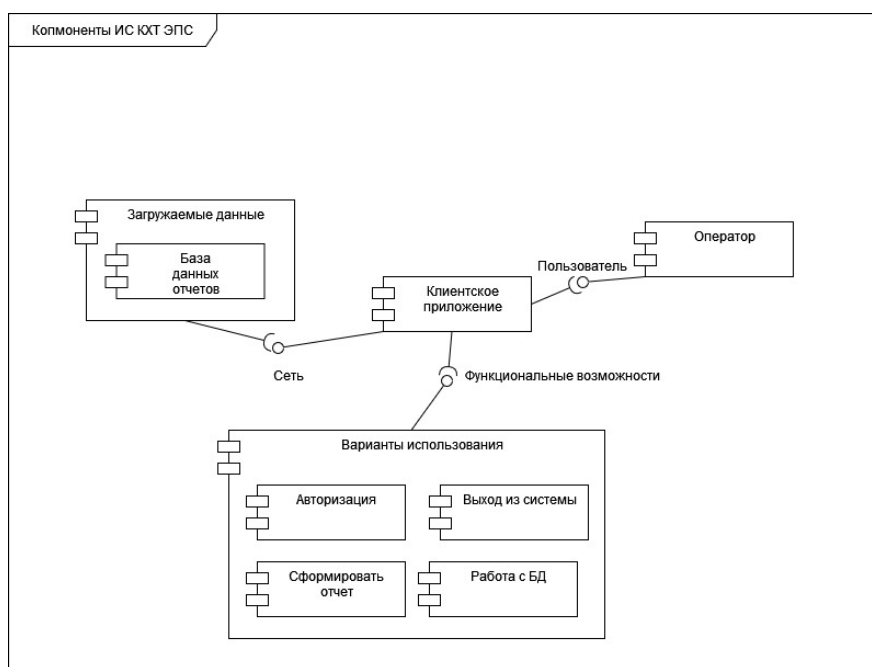 Копмоненты ИС КХТ ЭПС
Загружаемые данные
База
данных
отчетов
Клиентское
приложение
Пользователь
Оператор
Сеть
Функциональные возможности
Варианты использования
Авторизация
Выход из системы
Сформировать
отчет
Работа с БД